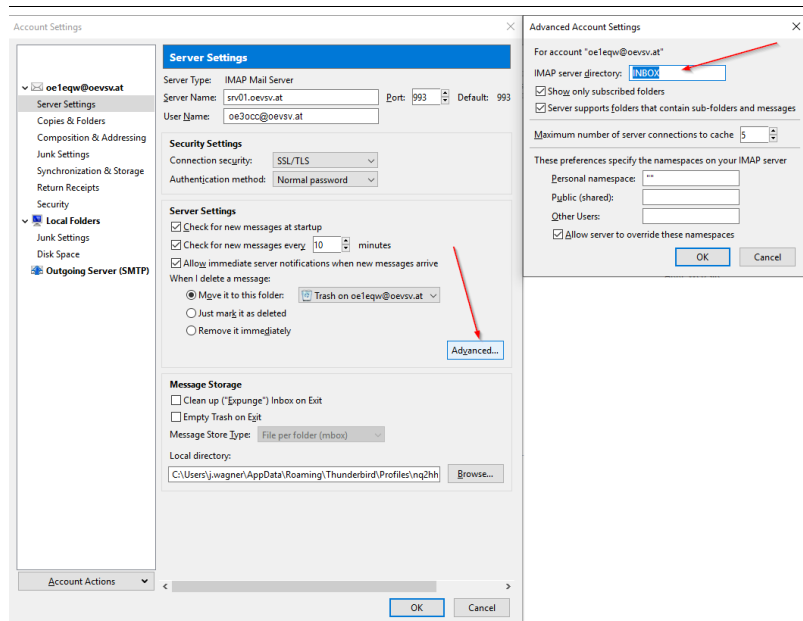 Account Settings
oe1eqw@oevsv.at
Server Settings
Copies & Folders
Composition & Addressing
Junk Settings
Synchronization & Storage
Return Receipts
Security
Local Folders
Junk Settings
Disk Space
Outgoing Server (SMTP)
Account Actions
Server Settings
Server Type: IMAP Mail Server
Server Name: srv01.oevsv.at Port: 993 Default: 993
User Name: oe3occ@oevsv.at
Security Settings
Connection security: SSL/TLS
Authentication method: Normal password
Server Settings
Check for new messages at startup
Check for new messages every 10 minutes
Allow immediate server notifications when new messages arrive
When I delete a message:
Move it to this folder: Trash on oe1eqw@oevsv.at
Just mark it as deleted
Remove it immediately
Advanced...
Message Storage
Clean up ("Expunge") Inbox on Exit
Empty Trash on Exit
Message Store Type: File per folder (mbox)
Local directory:
C:\Users\j.wagner\AppData\Roaming\Thunderbird\Profiles\nq2hh Browse...
OK Cancel
Advanced Account Settings
For account "oe1eqw@oevsv.at"
IMAP server directory: INBOX
Show only subscribed folders
Server supports folders that contain sub-folders and messages
Maximum number of server connections to cache 5
These preferences specify the namespaces on your IMAP server
Personal namespace: ""
Public (shared):
Other Users:
Allow server to override these namespaces
OK Cancel